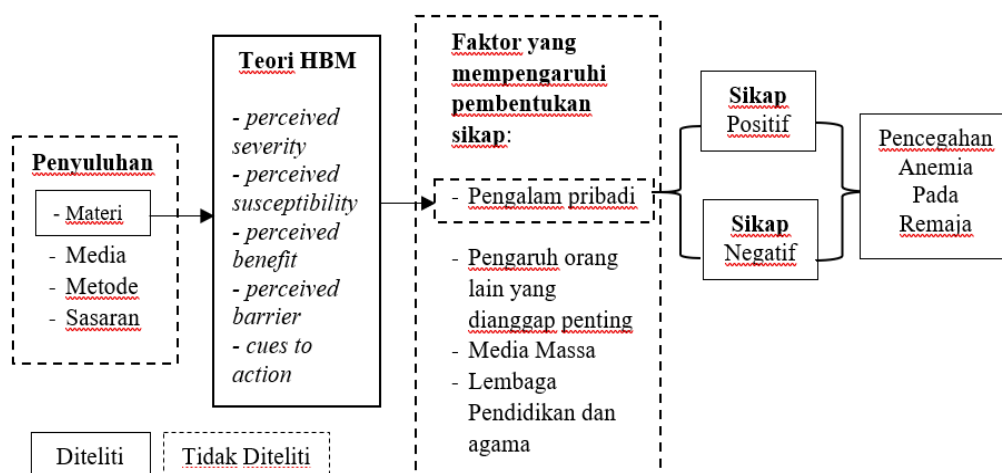 Penyuluhan
- Materi
- Media
- Metode
- Sasaran
Teori HBM
- perceived
severity
- perceived
susceptibility
- perceived
benefit
- perceived
barrier
- cues to
action
Faktor yang
mempengaruhi
pembentukan
sikap:
- Pengalam pribadi
- Pengaruh orang
lain yang
dianggap penting
- Media Massa
- Lembaga
Pendidikan dan
agama
Sikap
Positif
Sikap
Negatif
Pencegahan
Anemia
Pada
Remaja
Diteliti
Tidak Diteliti